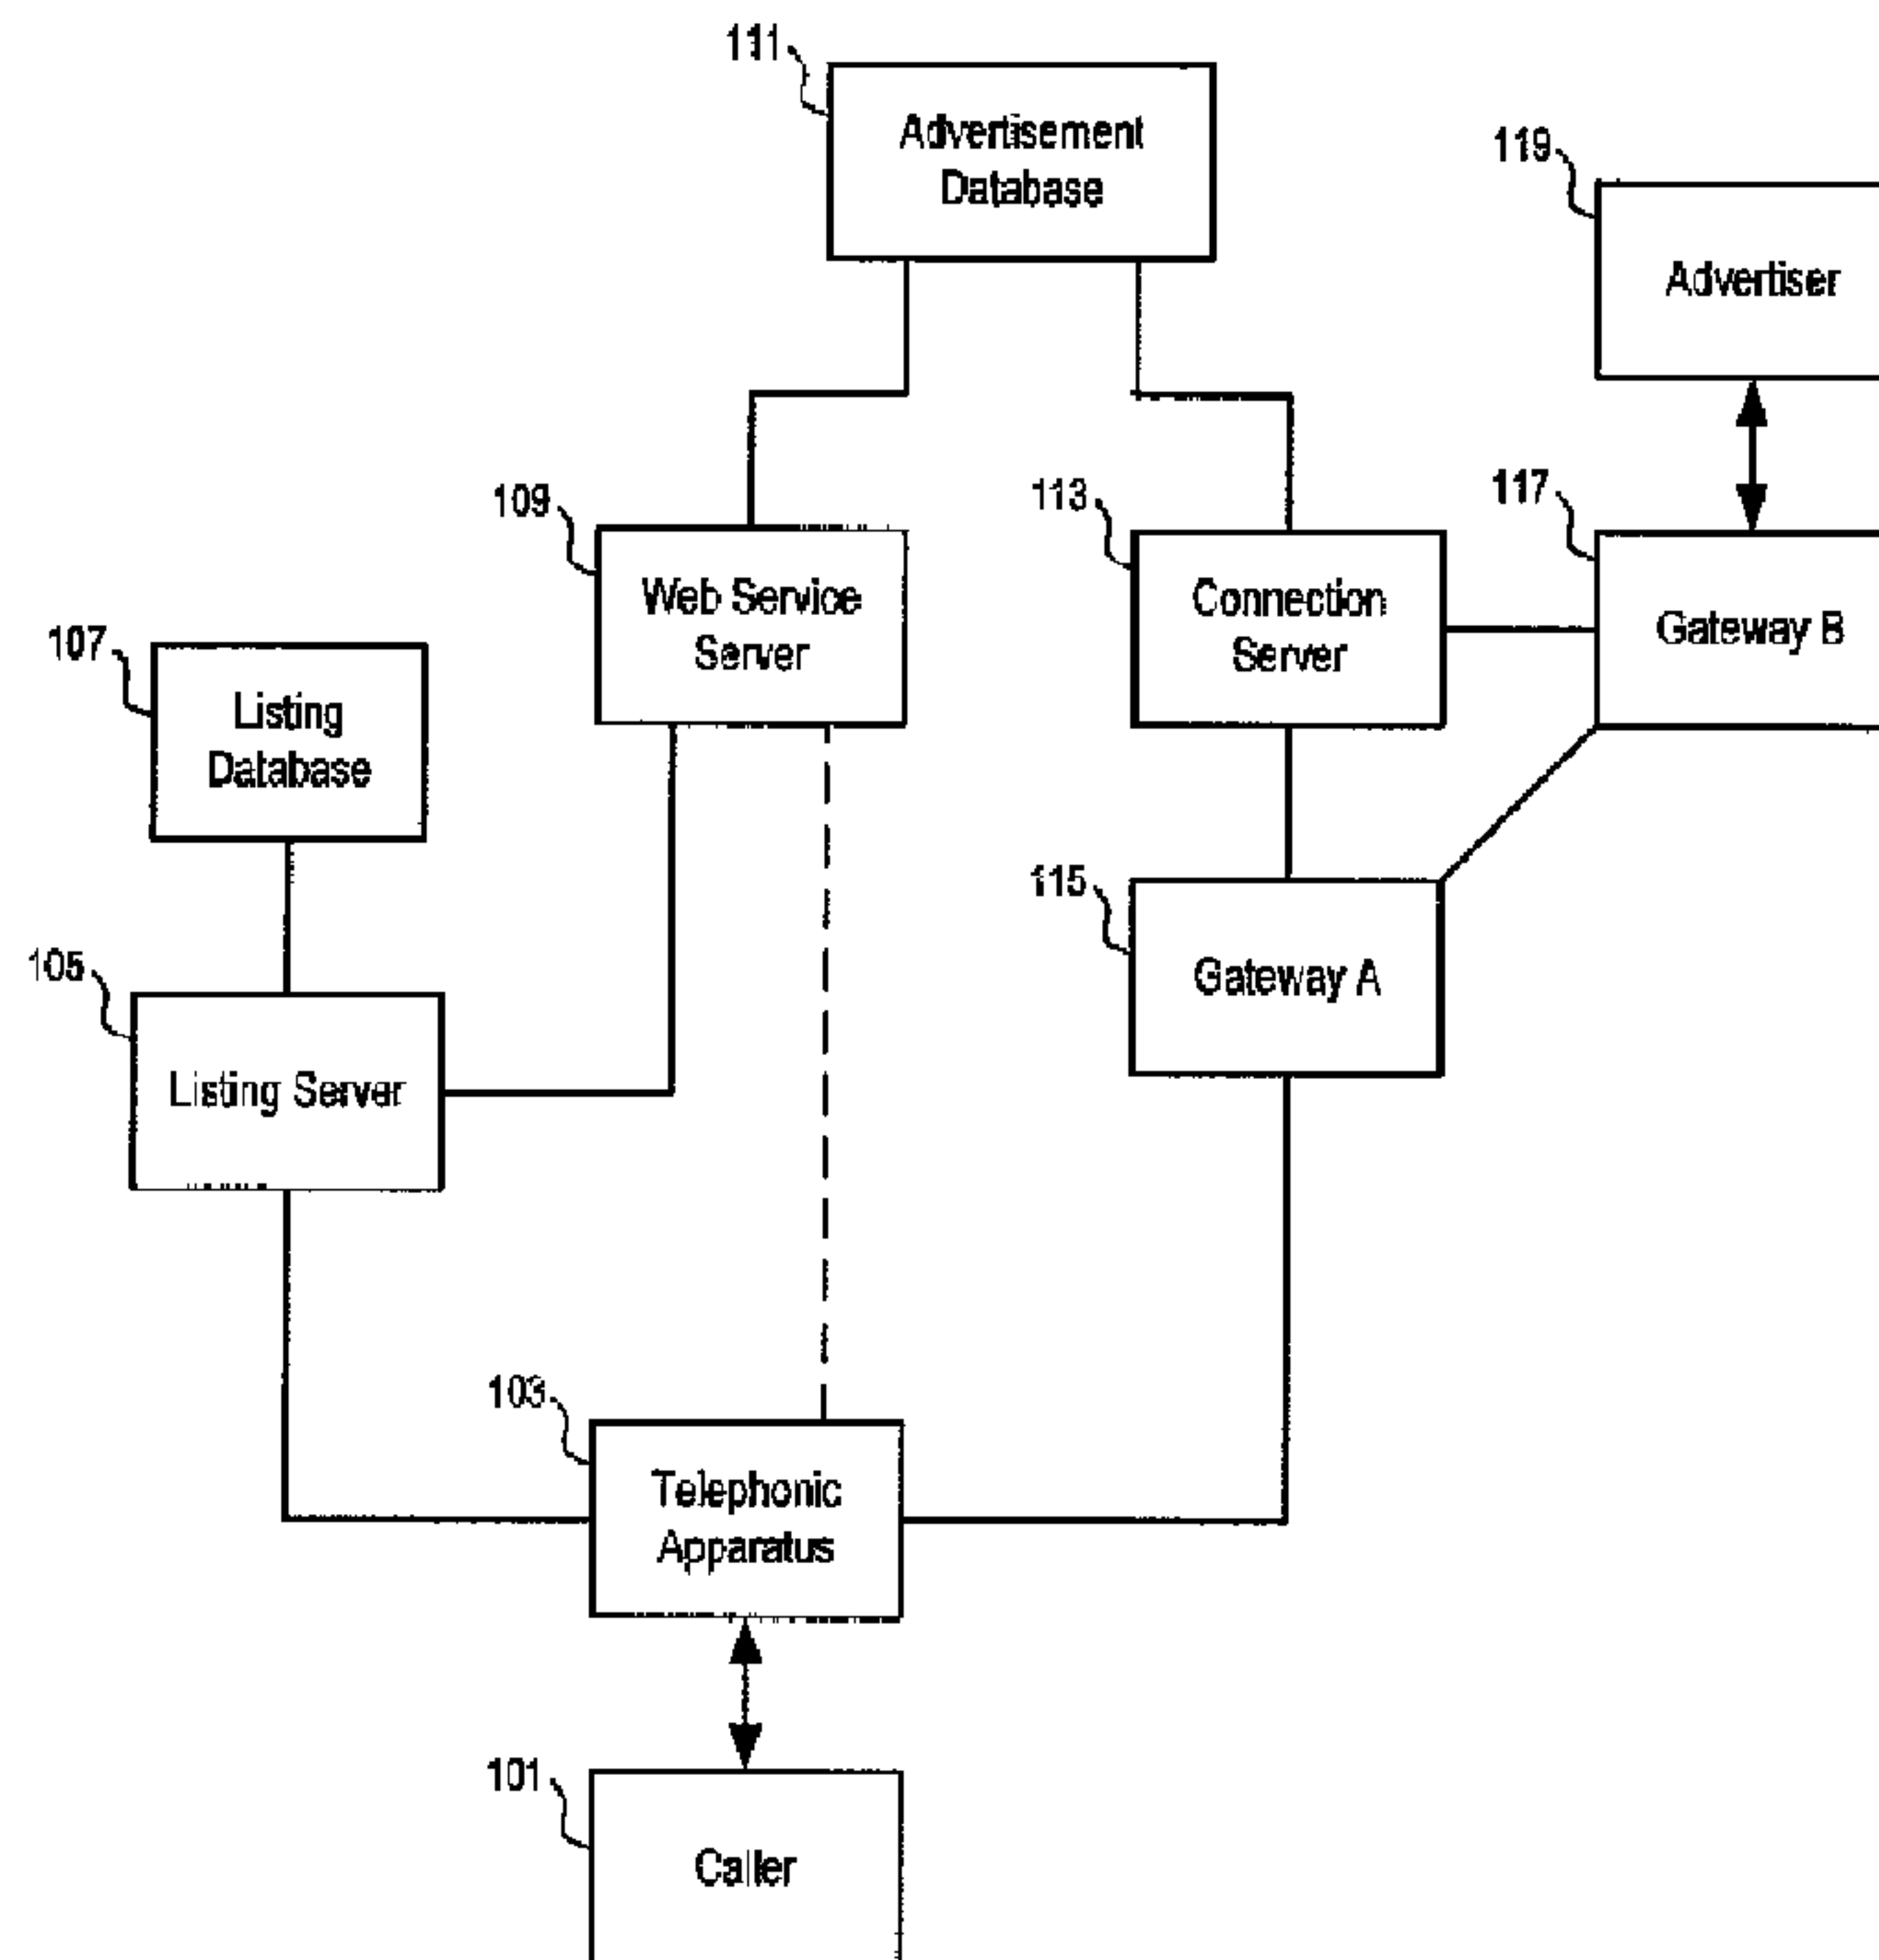 111
Advertisement
Database
119
Advertiser
109
Web Service
Server
113
Connection
Server
117
Gateway B
107
Listing
Database
115
Gateway A
105
Listing Server
103
Telephonic
Apparatus
101
Caller